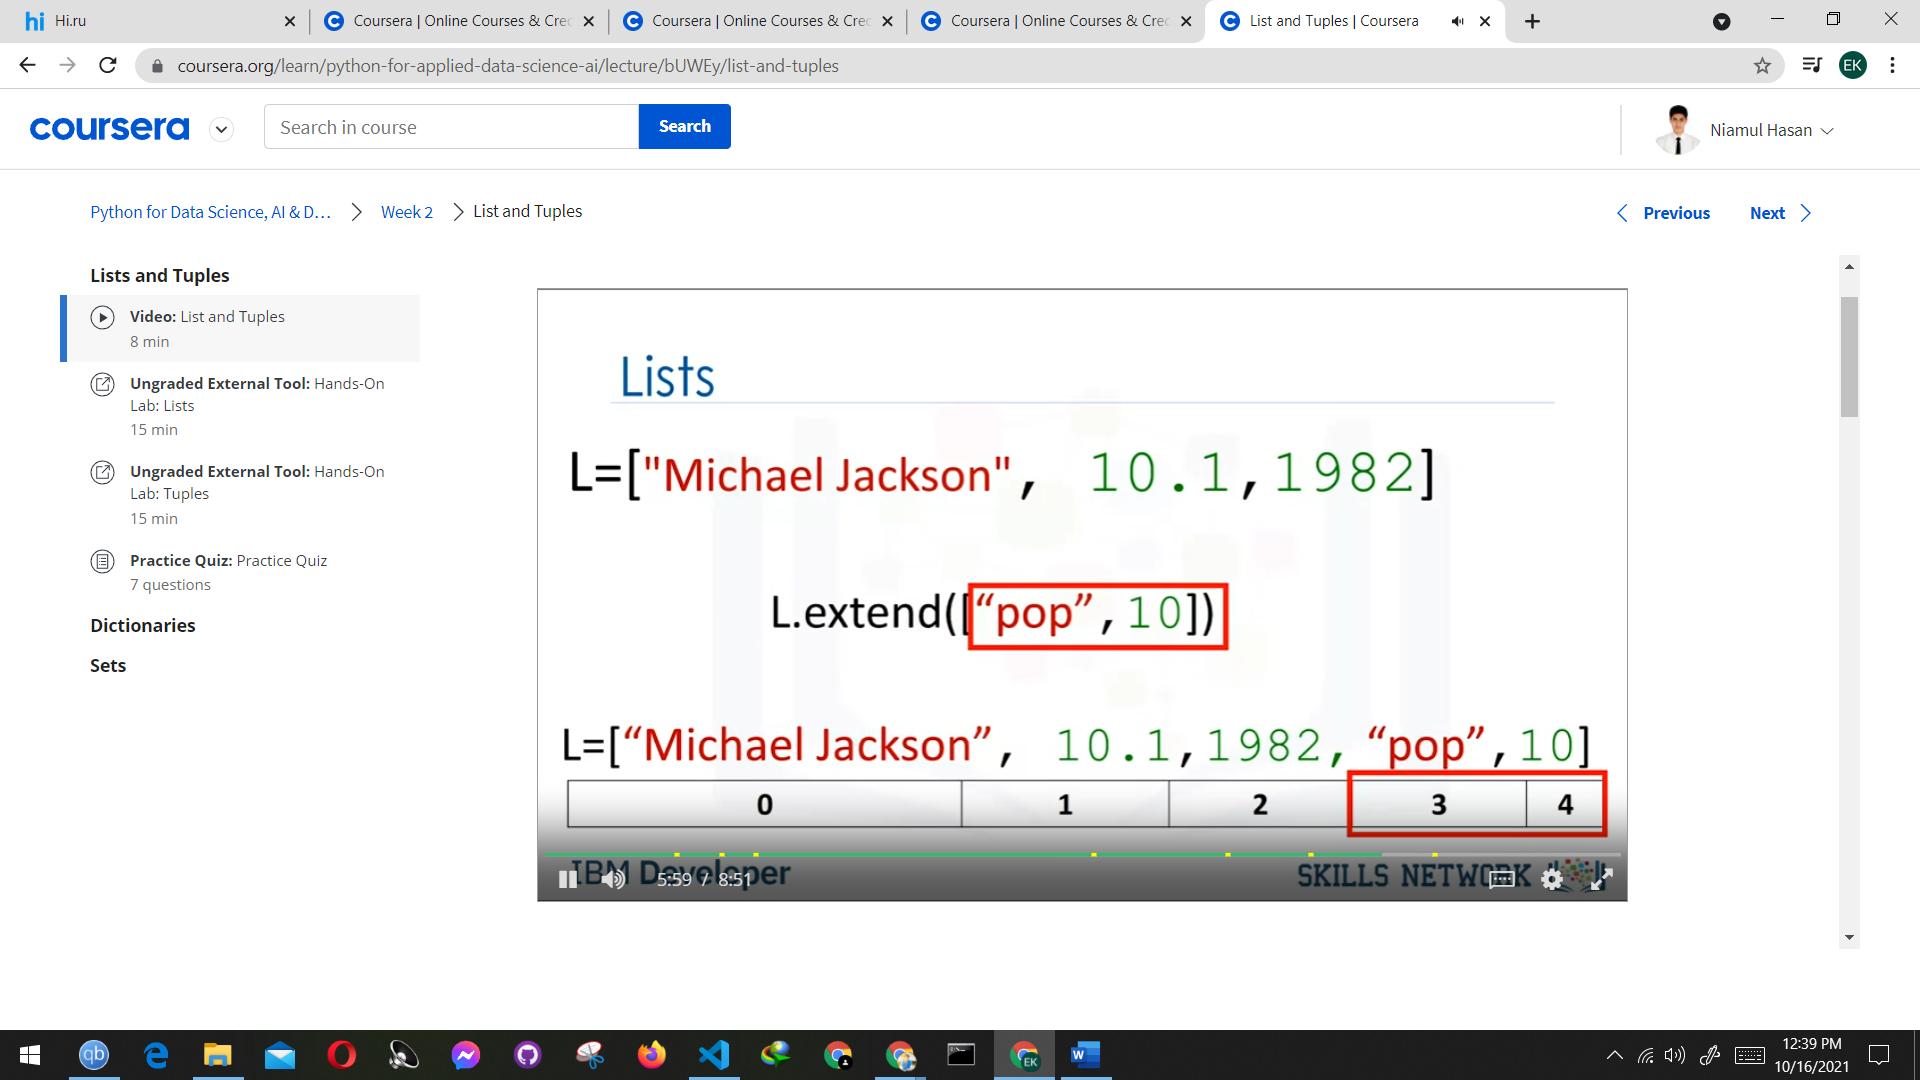 Hi.ru
Coursera | Online Courses & Cre
Coursera | Online Courses & Cre
Coursera | Online Courses & Cre
List and Tuples | Coursera
coursera.org/learn/python-for-applied-data-science-ai/lecture/bUWEy/list-and-tuples
EK
coursera
Search in course
Search
Niamul Hasan
Python for Data Science, AI & D...
Week 2
List and Tuples
Previous
Next
Lists and Tuples
Video: List and Tuples
8 min
Ungraded External Tool: Hands-On
Lab: Lists
15 min
Ungraded External Tool: Hands-On
Lab: Tuples
15 min
Practice Quiz: Practice Quiz
7 questions
Dictionaries
Sets
Lists
L=["Michael Jackson", 10.1,1982]
L.extend([“pop”,10])
L=[“Michael Jackson”, 10.1,1982, “pop”,10]
0 1 2 3 4
IBM Developer
SKILLS NETWORK
5:59 / 8:51
12:39 PM
10/16/2021